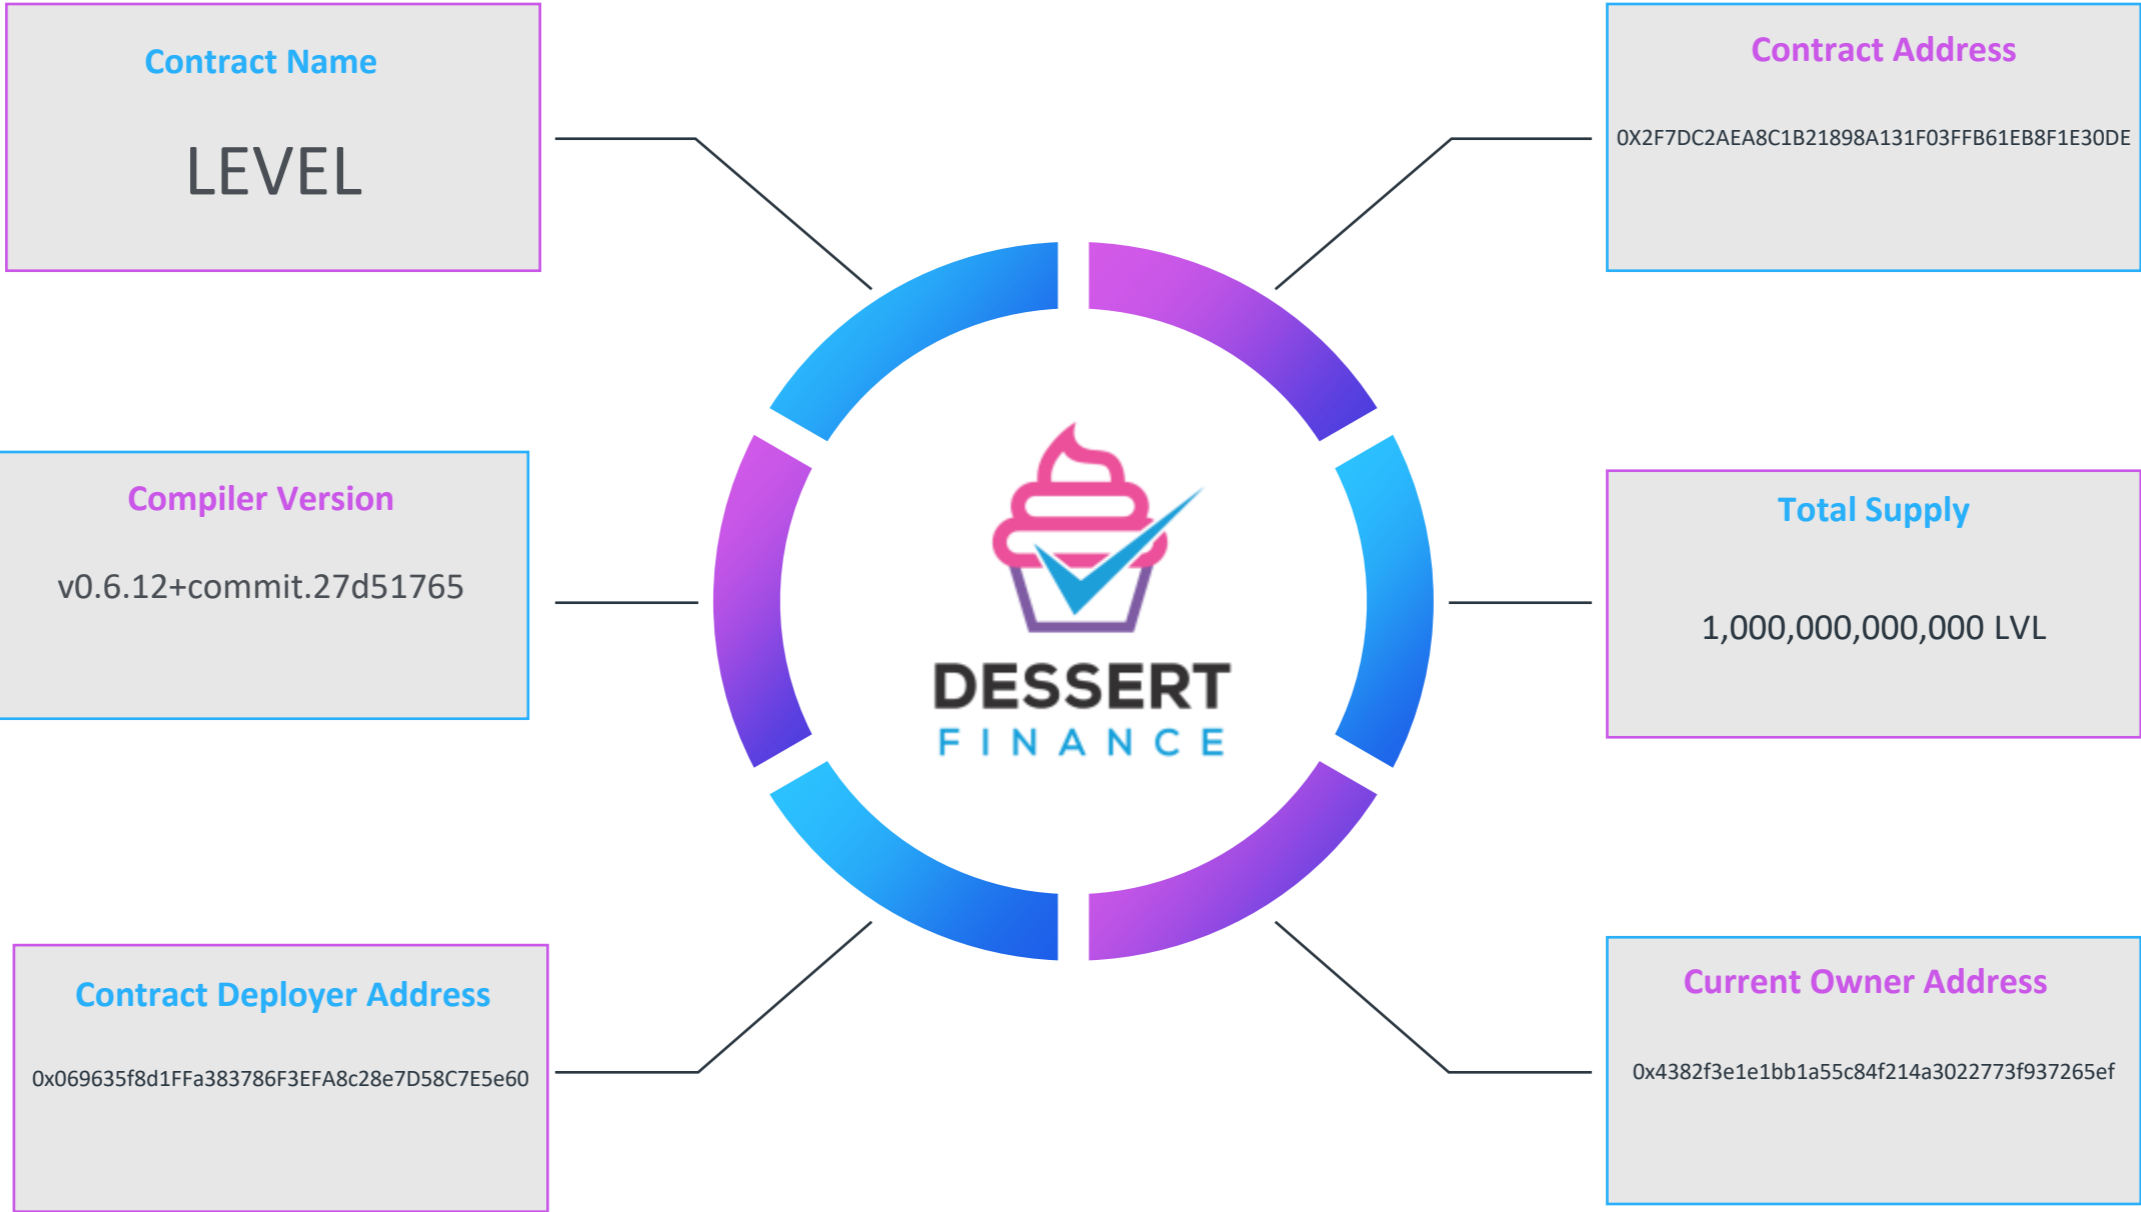 Contract Name
LEVEL
Contract Address
0X2F7DC2AEA8C1B21898A131F03FFB61EB8F1E30DE
Compiler Version
v0.6.12+commit.27d51765
Total Supply
1,000,000,000,000 LVL
DESSERT
FINANCE
Contract Deployer Address
0x069635f8d1FFa383786F3EFA8c28e7D58C7E5e60
Current Owner Address
0x4382f3e1e1bb1a55c84f214a3022773f937265ef